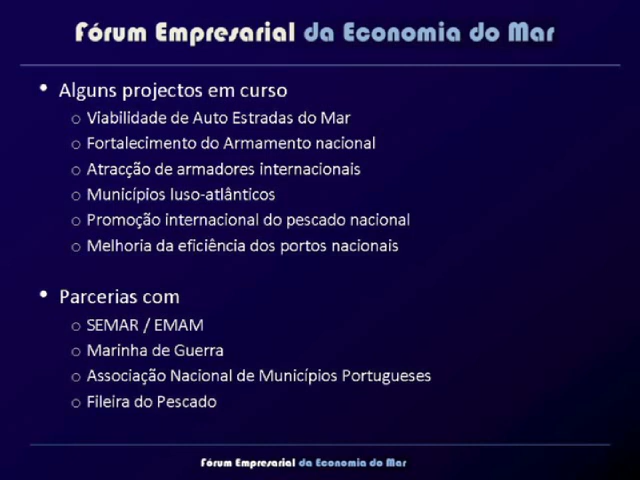 Fórum Empresarial da Economia do Mar
• Alguns projectos em curso
o Viabilidade de Auto Estradas do Mar
o Fortalecimento do Armamento nacional
o Atracção de armadores internacionais
o Municípios luso-atlânticos
o Promoção internacional do pescado nacional
o Melhoria da eficiência dos portos nacionais
• Parcerias com
o SEMAR / EMAM
o Marinha de Guerra
o Associação Nacional de Municípios Portugueses
o Fileira do Pescado
Fórum Empresarial da Economia do Mar